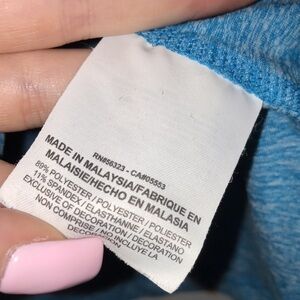 RN#56323 - CA#05553
MADE IN MALAYSIA/FABRIQUE EN
MALAISIE/HECHO EN MALASIA
89% POLYESTER / POLYESTER / POLIESTER
11% SPANDEX / ELASTHANNE / ELASTANO
EXCLUSIVE OF DECORATION / DECORATION
NON COMPRISE / NO INCLUYE LA
DECORACION